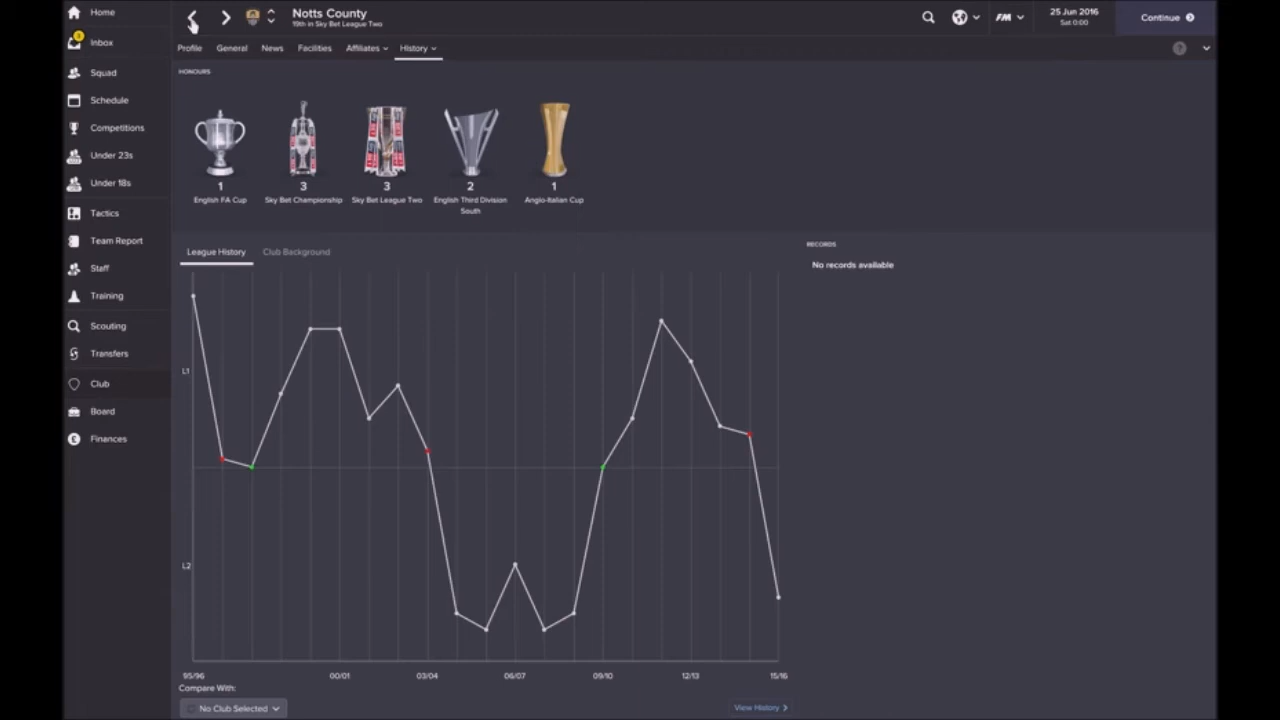 Home
Notts County
19th in Sky Bet League Two
25 Jun 2016
Sat 0:00
FM
Continue
3
Inbox
Squad
Schedule
Competitions
Under 23s
Under 18s
Tactics
Team Report
Staff
Training
Scouting
Transfers
Club
Board
Finances
Profile General News Facilities Affiliates History
?
HONOURS
1 3 3 2 1
English FA Cup Sky Bet Championship Sky Bet League Two English Third Division South Anglo-Italian Cup
League History Club Background
RECORDS
No records available
L1
L2
95/96 00/01 03/04 06/07 09/10 12/13 15/16
Compare With:
No Club Selected
View History